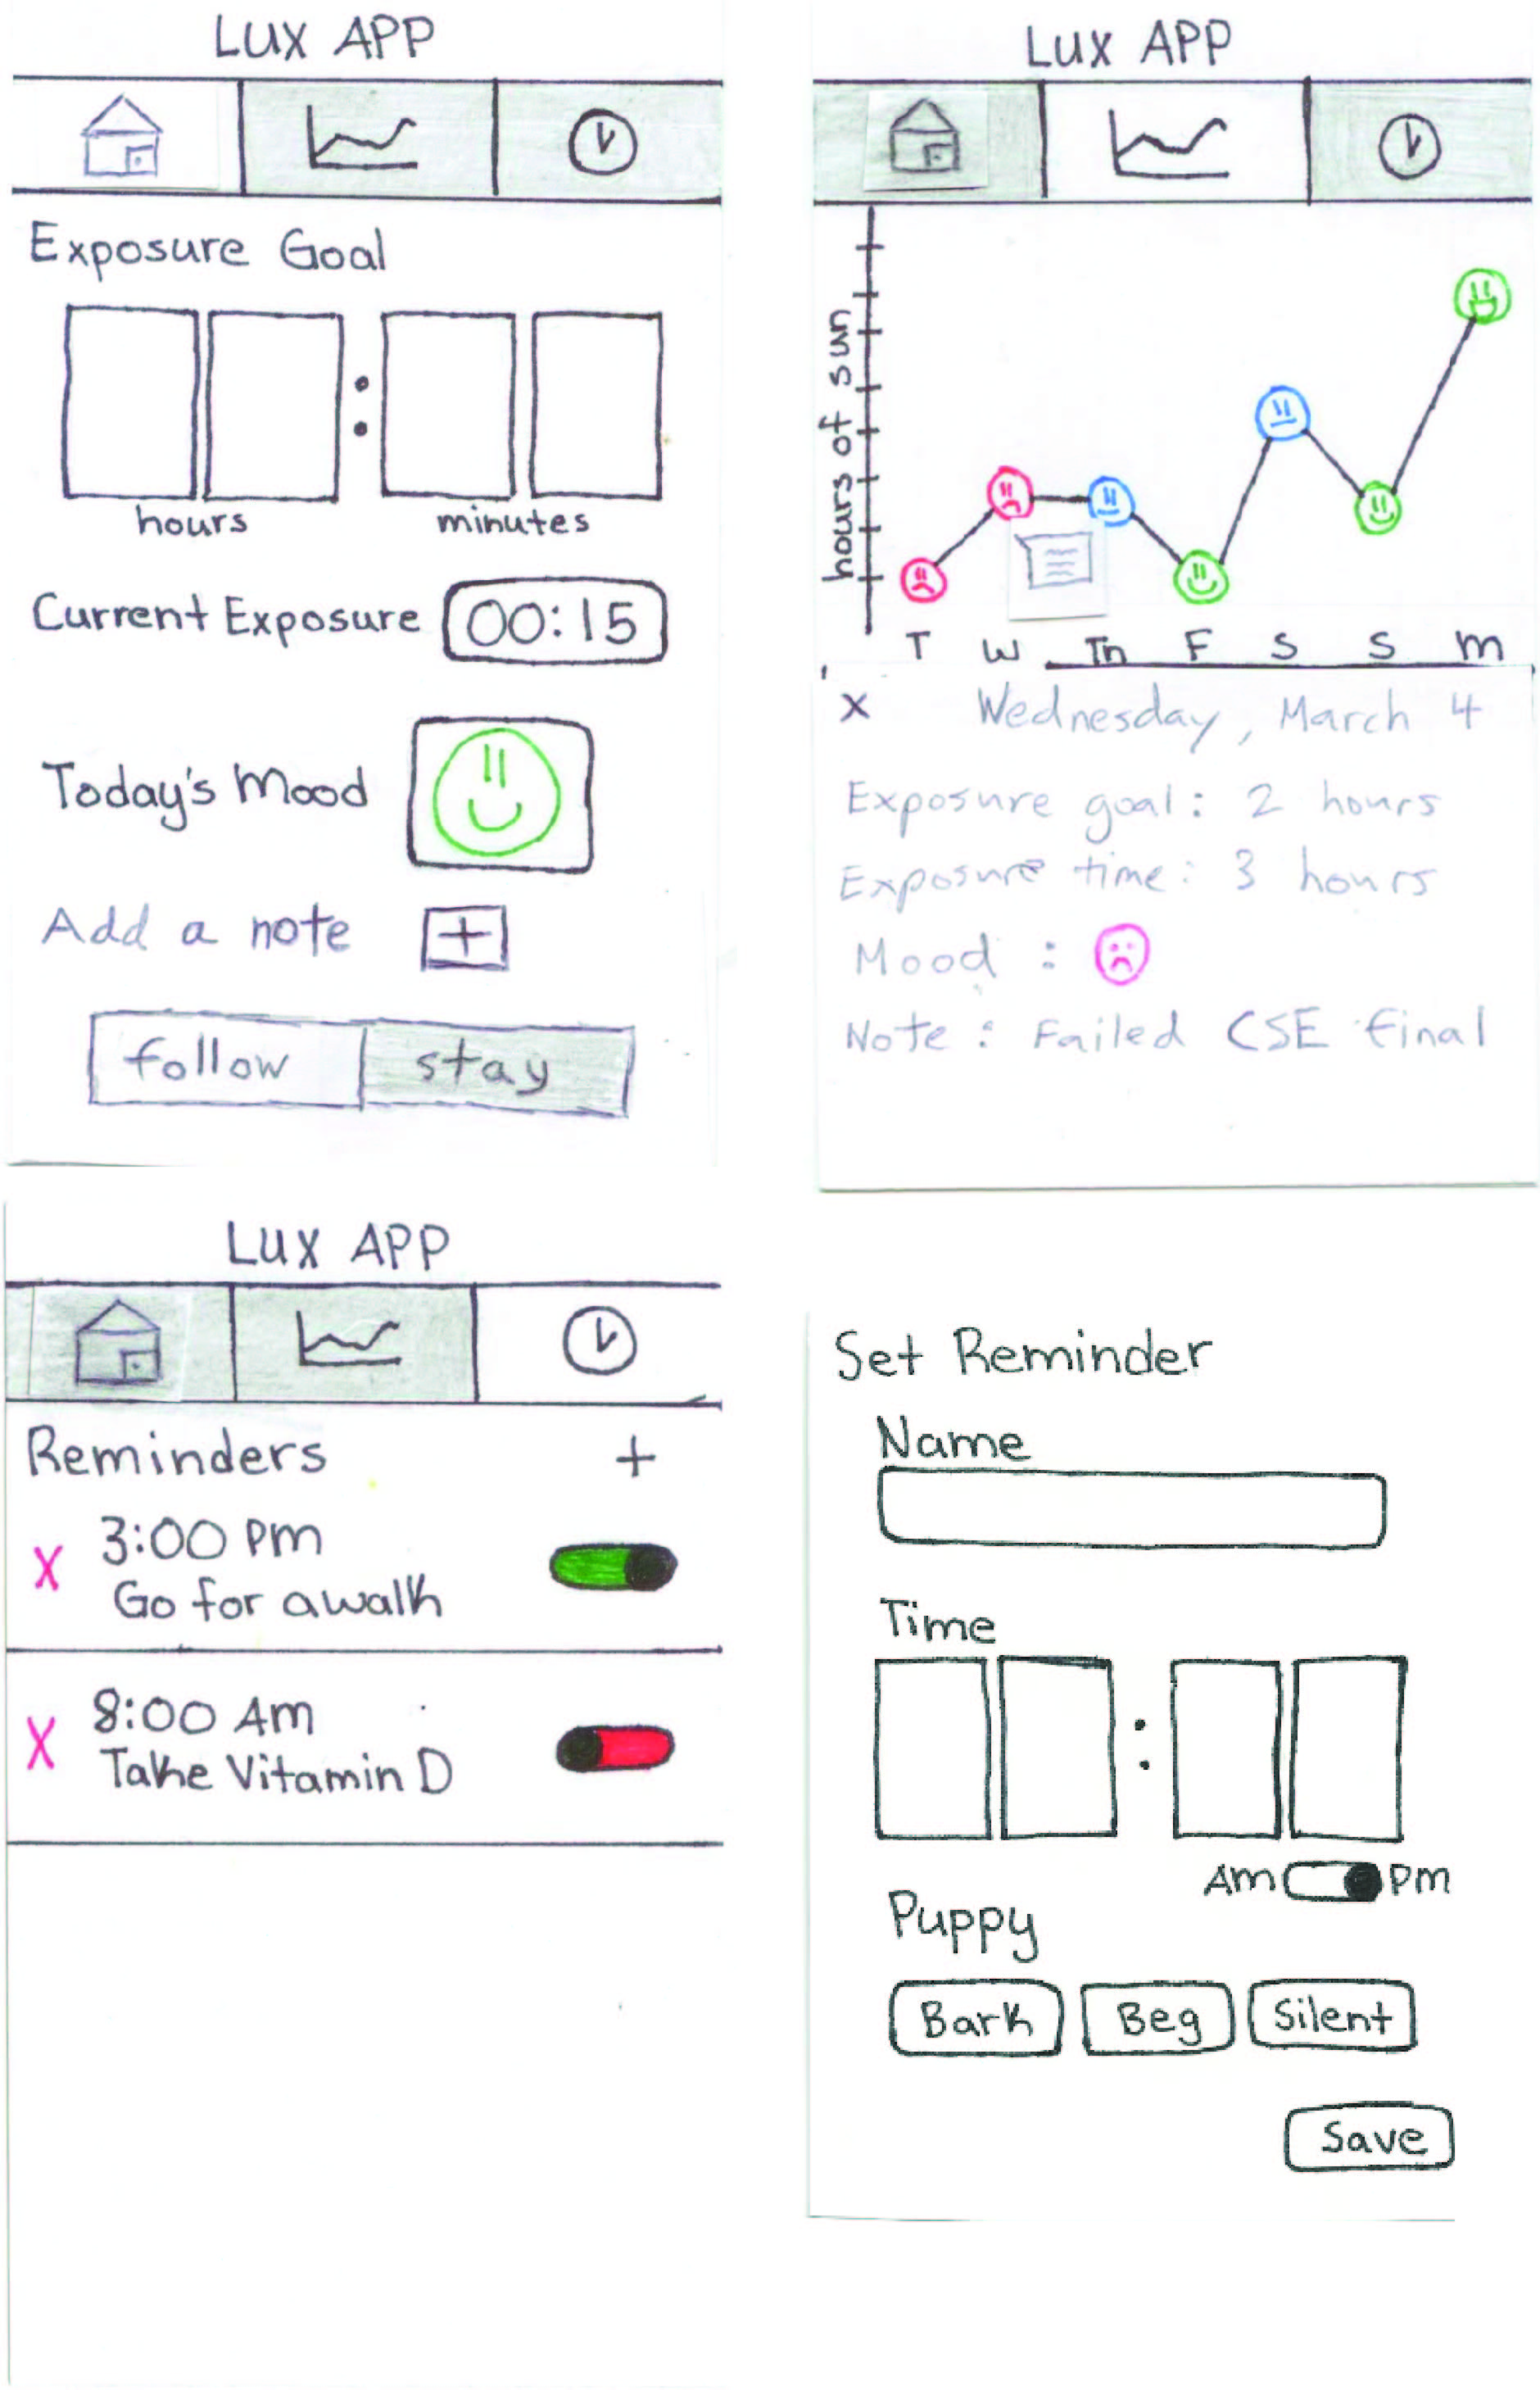 LUX APP
Exposure Goal
:
hours minutes
Current Exposure 00:15
Today's Mood
Add a note +
follow stay
LUX APP
hours of sun
T W Th F S S M
X Wednesday, March 4
Exposure goal: 2 hours
Exposure time: 3 hours
Mood :
Note : Failed CSE final
LUX APP
Reminders +
X 3:00 PM
Go for a walk
X 8:00 AM
Take Vitamin D
Set Reminder
Name
Time
:
AM PM
Puppy
Bark Beg Silent
Save